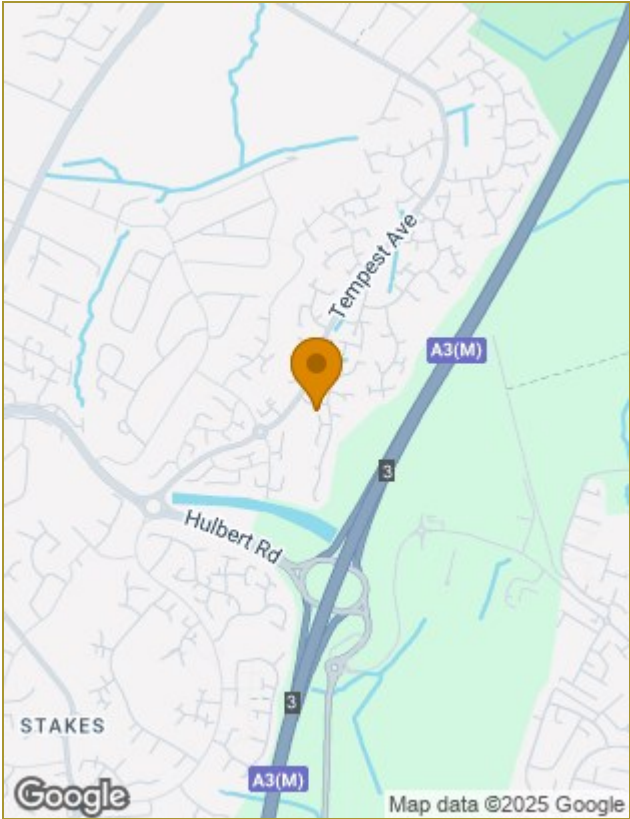 Tempest Ave
A3(M)
3
Hulbert Rd
3
STAKES
A3(M)
Google
Map data ©2025 Google